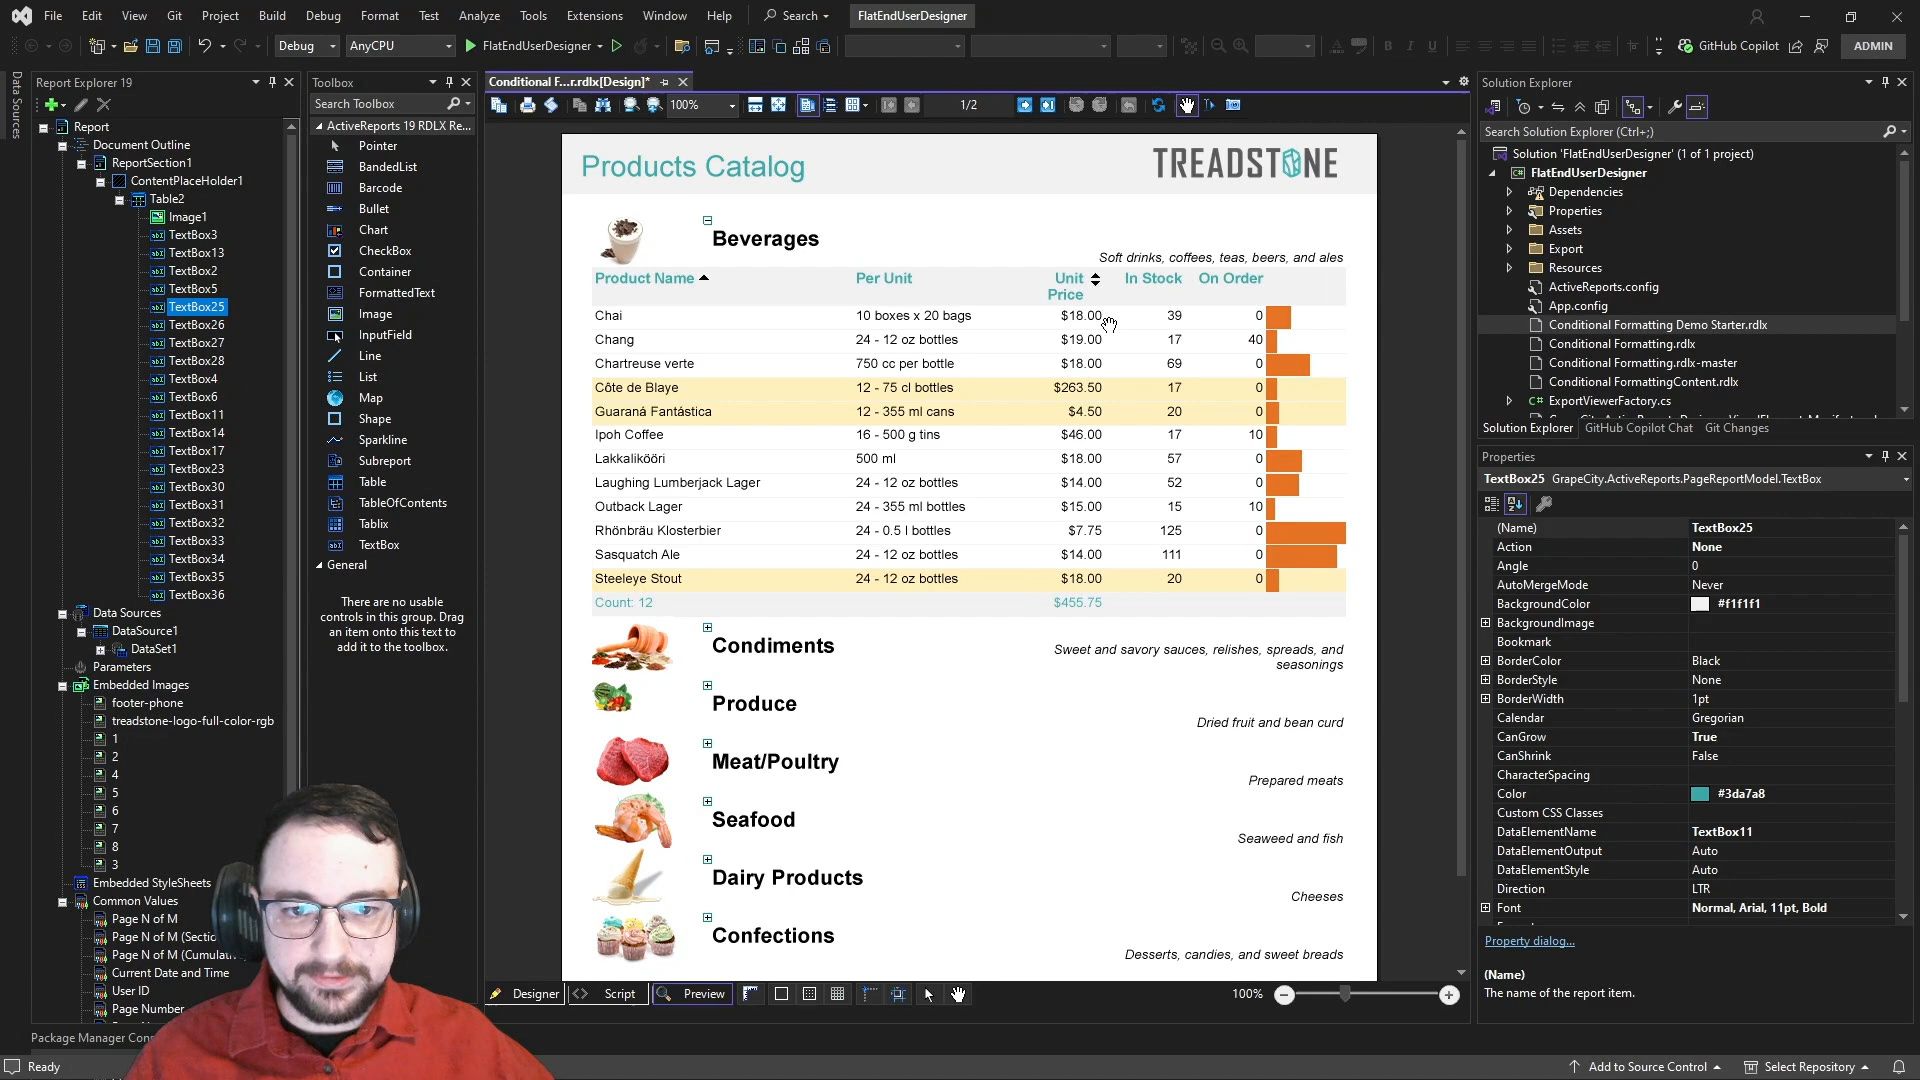 File Edit View Git Project Build Debug Format Test Analyze Tools Extensions Window Help Search FlatEndUserDesigner
Debug AnyCPU FlatEndUserDesigner GitHub Copilot ADMIN
Data Sources
Report Explorer 19
Report
Document Outline
ReportSection1
ContentPlaceHolder1
Table2
Image1
TextBox3
TextBox13
TextBox2
TextBox5
TextBox25
TextBox26
TextBox27
TextBox28
TextBox4
TextBox6
TextBox11
TextBox14
TextBox17
TextBox23
TextBox30
TextBox31
TextBox32
TextBox33
TextBox34
TextBox35
TextBox36
Data Sources
DataSource1
DataSet1
Parameters
Embedded Images
footer-phone
treadstone-logo-full-color-rgb
1
2
4
5
6
7
8
3
Embedded StyleSheets
Common Values
Page N of M
Page N of M (Sectio
Page N of M (Cumulati
Current Date and Time
User ID
Page Number
Package Manager Con
Toolbox
Search Toolbox
ActiveReports 19 RDLX Re...
Pointer
BandedList
Barcode
Bullet
Chart
CheckBox
Container
FormattedText
Image
InputField
Line
List
Map
Shape
Sparkline
Subreport
Table
TableOfContents
Tablix
TextBox
General
There are no usable
controls in this group. Drag
an item onto this text to
add it to the toolbox.
Conditional F...r.rdlx[Design]*
100% 1/2
Products Catalog TREADSTONE
Beverages
Soft drinks, coffees, teas, beers, and ales
Product Name Per Unit Unit Price In Stock On Order
Chai 10 boxes x 20 bags $18.00 39 0
Chang 24 - 12 oz bottles $19.00 17 40
Chartreuse verte 750 cc per bottle $18.00 69 0
Côte de Blaye 12 - 75 cl bottles $263.50 17 0
Guaraná Fantástica 12 - 355 ml cans $4.50 20 0
Ipoh Coffee 16 - 500 g tins $46.00 17 10
Lakkalikööri 500 ml $18.00 57 0
Laughing Lumberjack Lager 24 - 12 oz bottles $14.00 52 0
Outback Lager 24 - 355 ml bottles $15.00 15 10
Rhönbräu Klosterbier 24 - 0.5 l bottles $7.75 125 0
Sasquatch Ale 24 - 12 oz bottles $14.00 111 0
Steeleye Stout 24 - 12 oz bottles $18.00 20 0
Count: 12 $455.75
Condiments
Sweet and savory sauces, relishes, spreads, and
seasonings
Produce
Dried fruit and bean curd
Meat/Poultry
Prepared meats
Seafood
Seaweed and fish
Dairy Products
Cheeses
Confections
Desserts, candies, and sweet breads
Designer Script Preview 100%
Solution Explorer
Search Solution Explorer (Ctrl+;)
Solution 'FlatEndUserDesigner' (1 of 1 project)
FlatEndUserDesigner
Dependencies
Properties
Assets
Export
Resources
ActiveReports.config
App.config
Conditional Formatting Demo Starter.rdlx
Conditional Formatting.rdlx
Conditional Formatting.rdlx-master
Conditional FormattingContent.rdlx
ExportViewerFactory.cs
Solution Explorer GitHub Copilot Chat Git Changes
Properties
TextBox25 GrapeCity.ActiveReports.PageReportModel.TextBox
(Name) TextBox25
Action None
Angle 0
AutoMergeMode Never
BackgroundColor #f1f1f1
BackgroundImage
Bookmark
BorderColor Black
BorderStyle None
BorderWidth 1pt
Calendar Gregorian
CanGrow True
CanShrink False
CharacterSpacing
Color #3da7a8
Custom CSS Classes
DataElementName TextBox11
DataElementOutput Auto
DataElementStyle Auto
Direction LTR
Font Normal, Arial, 11pt, Bold
Property dialog...
(Name)
The name of the report item.
Ready Add to Source Control Select Repository